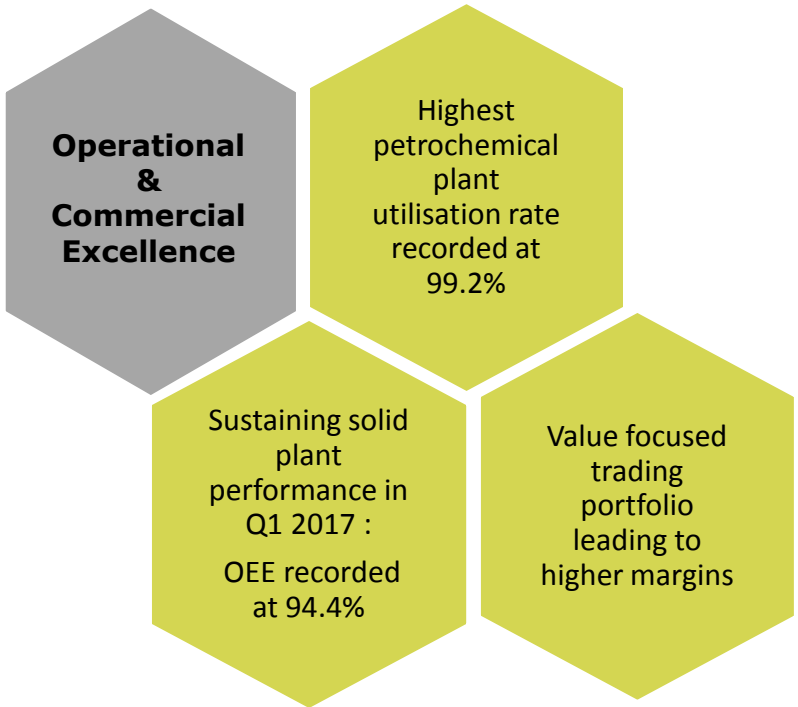 Operational
&
Commercial
Excellence
Highest
petrochemical
plant
utilisation rate
recorded at
99.2%
Sustaining solid
plant
performance in
Q1 2017 :
OEE recorded
at 94.4%
Value focused
trading
portfolio
leading to
higher margins